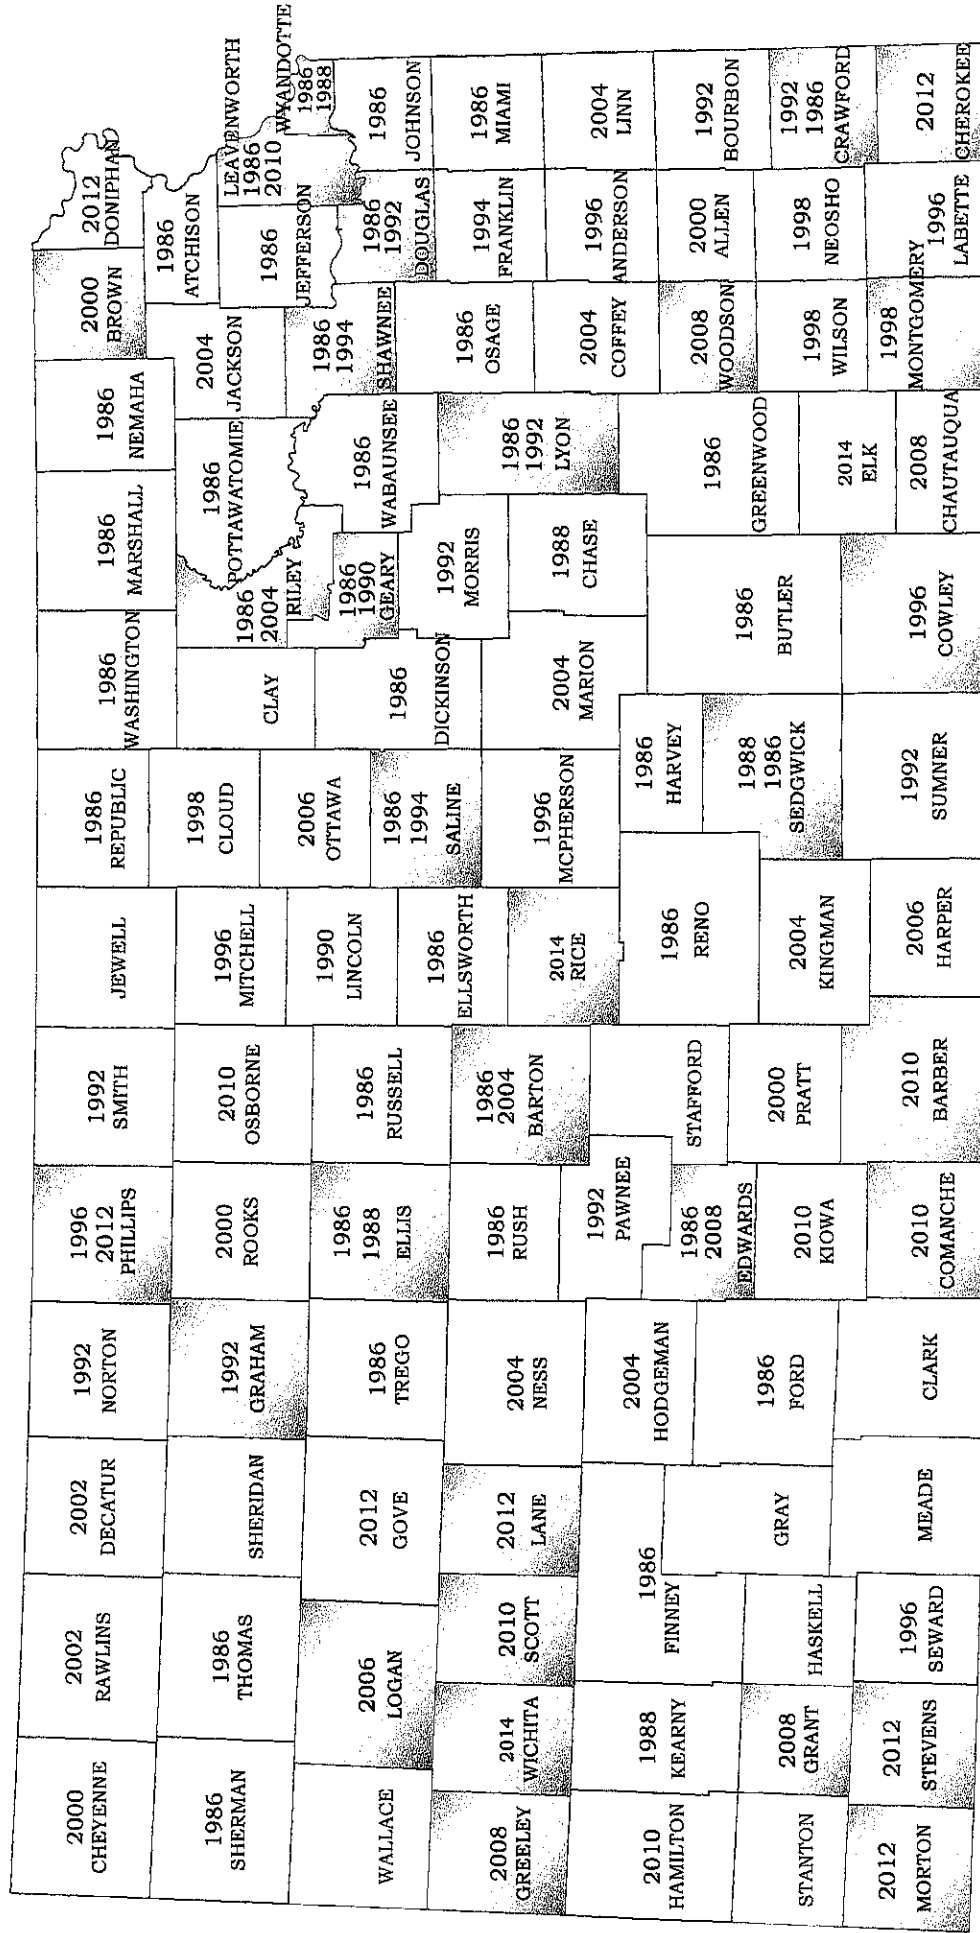 2000
CHEYENNE
2002
RAWLINS
2002
DECATUR
1992
NORTON
1996
2012
PHILLIPS
1992
SMITH
JEWELL
1986
REPUBLIC
1986
WASHINGTON
1986
MARSHALL
1986
NEMAHA
2000
BROWN
2012
DONIPHAN
1986
SHERMAN
1986
THOMAS
SHERIDAN
1992
GRAHAM
2000
ROOKS
2010
OSBORNE
1996
MITCHELL
1998
CLOUD
CLAY
1986
2004
RILEY
1986
POTTAWATOMIE
2004
JACKSON
1986
ATCHISON
1986
JEFFERSON
LEAVENWORTH
1986
2010
WYANDOTTE
1986
1988
WALLACE
2006
LOGAN
2012
GOVE
1986
TREGO
1986
1988
ELLIS
1986
RUSSELL
1990
LINCOLN
2006
OTTAWA
1986
1994
SALINE
1986
DICKINSON
1986
1990
GEARY
1986
WABAUNSEE
1986
1994
SHAWNEE
1986
1992
DOUGLAS
1986
JOHNSON
2008
GREELEY
2014
WICHITA
2010
SCOTT
2012
LANE
2004
NESS
1986
RUSH
1986
2004
BARTON
1986
ELLSWORTH
2014
RICE
1996
MCPHERSON
2004
MARION
1992
MORRIS
1988
CHASE
1986
1992
LYON
1986
OSAGE
1994
FRANKLIN
1986
MIAMI
2010
HAMILTON
1988
KEARNY
1986
FINNEY
2004
HODGEMAN
1992
PAWNEE
STAFFORD
1986
RENO
1986
HARVEY
1986
BUTLER
1986
GREENWOOD
2004
COFFEY
1996
ANDERSON
2004
LINN
STANTON
2008
GRANT
HASKELL
GRAY
1986
FORD
1986
2008
EDWARDS
2010
KIOWA
2000
PRATT
2004
KINGMAN
1988
1986
SEDGWICK
2008
WOODSON
2000
ALLEN
1992
BOURBON
2014
ELK
1998
WILSON
1998
NEOSHO
1992
1986
CRAWFORD
2012
MORTON
2012
STEVENS
1996
SEWARD
MEADE
CLARK
2010
COMANCHE
2010
BARBER
2006
HARPER
1992
SUMNER
1996
COWLEY
2008
CHAUTAUQUA
1998
MONTGOMERY
1996
LABETTE
2012
CHEROKEE